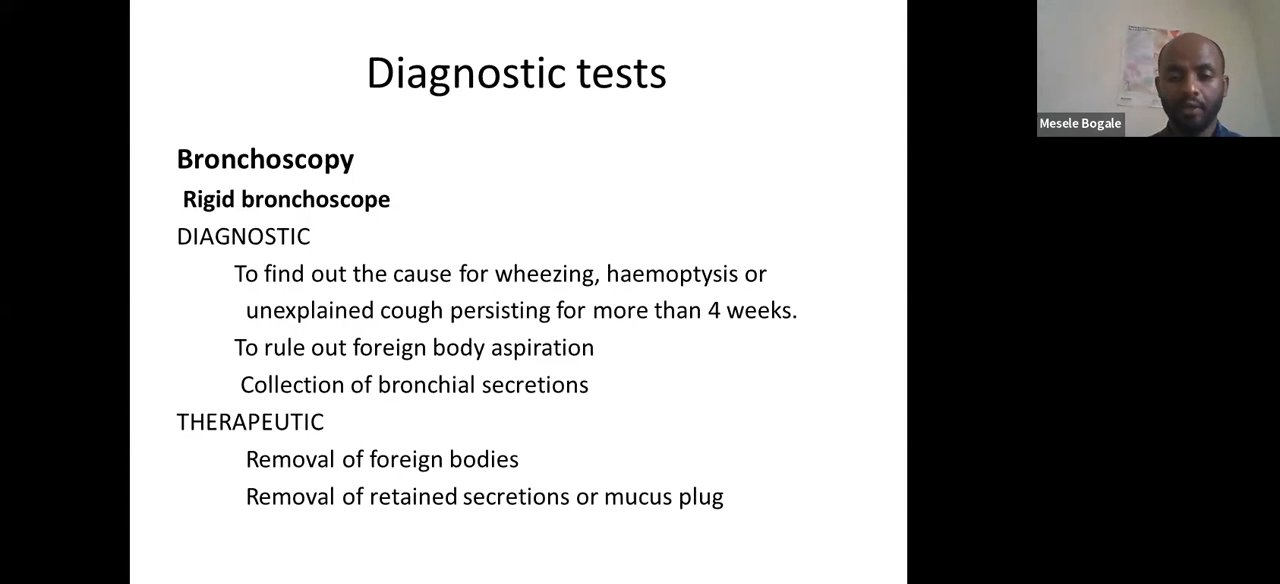 Diagnostic tests
Bronchoscopy
Rigid bronchoscope
DIAGNOSTIC
To find out the cause for wheezing, haemoptysis or
unexplained cough persisting for more than 4 weeks.
To rule out foreign body aspiration
Collection of bronchial secretions
THERAPEUTIC
Removal of foreign bodies
Removal of retained secretions or mucus plug
Mesele Bogale